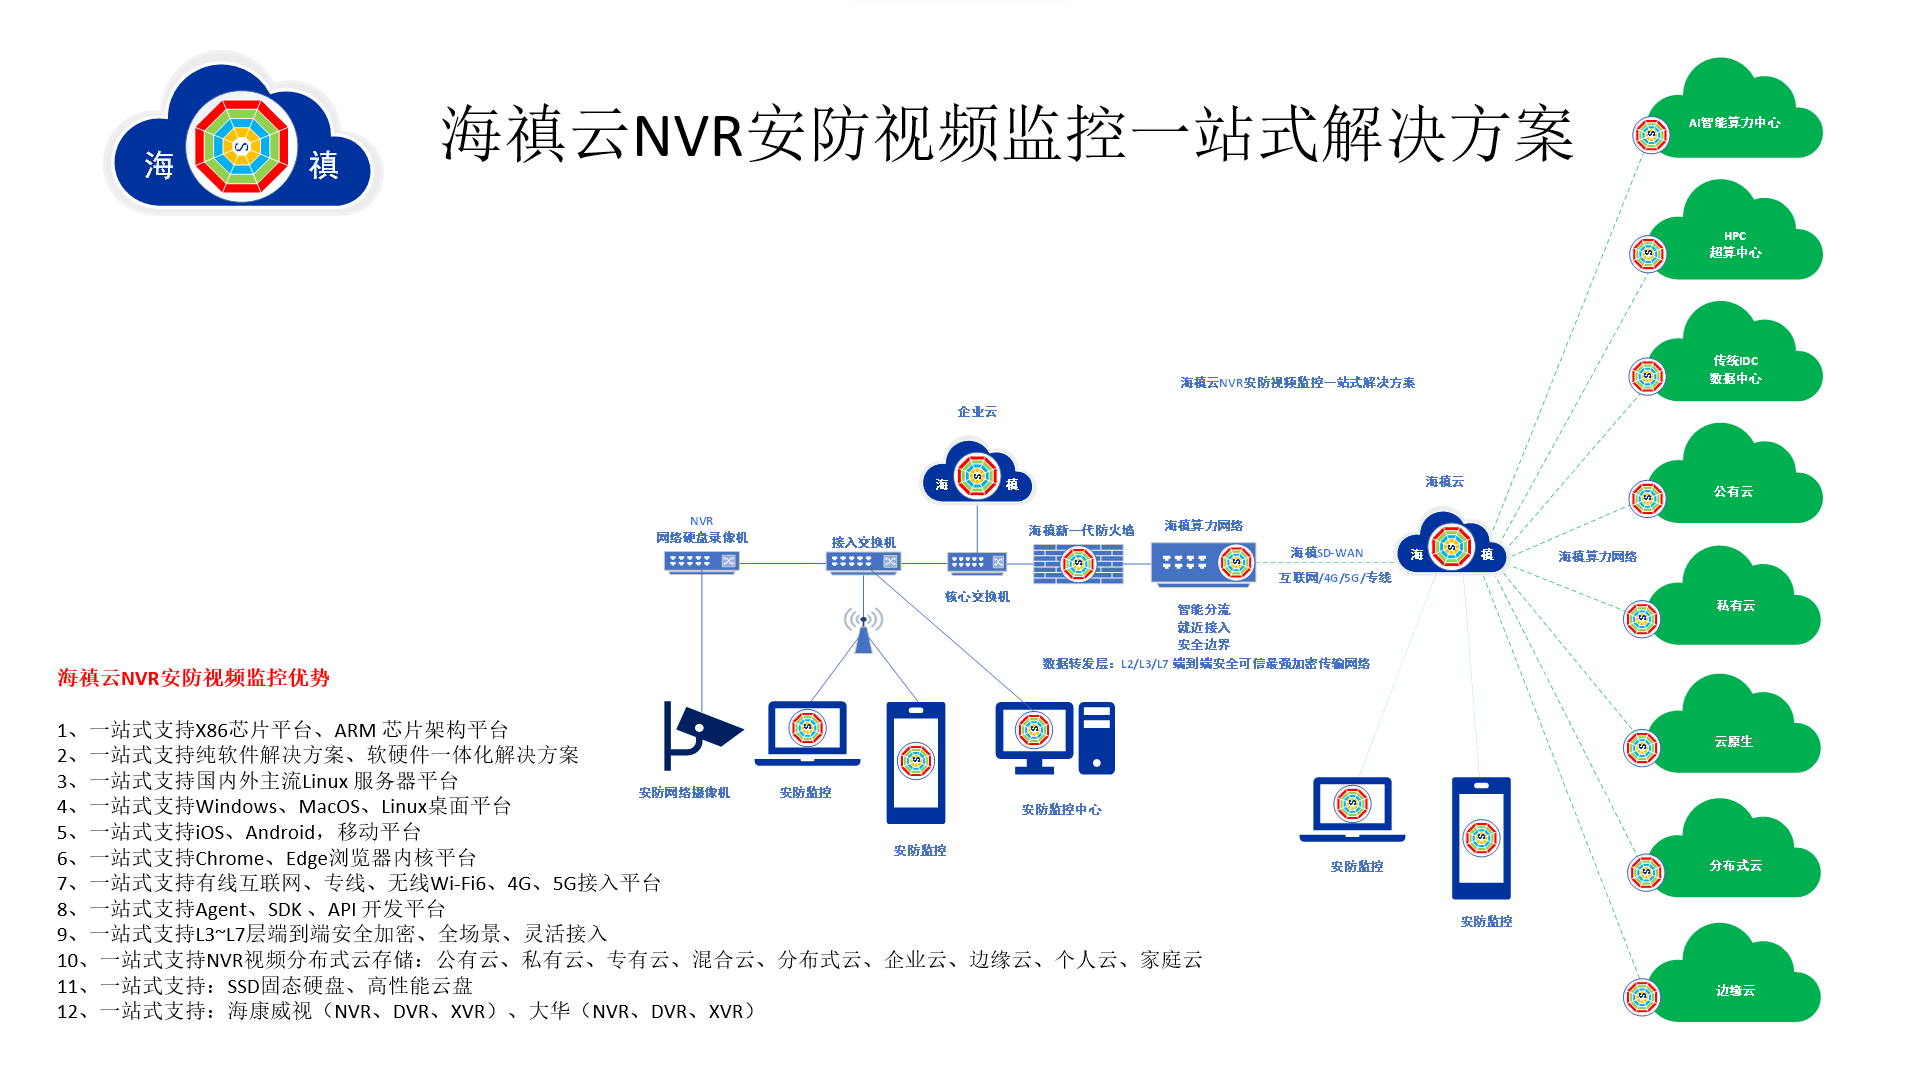 海 禛
海禛云NVR安防视频监控一站式解决方案
AI智能算力中心
HPC
超算中心
传统IDC
数据中心
海禛云NVR安防视频监控一站式解决方案
企业云
海 禛
海禛云
公有云
NVR
网络硬盘录像机
接入交换机
核心交换机
海禛新一代防火墙
海禛算力网络
海禛SD-WAN
互联网/4G/5G/专线
海 禛
海禛算力网络
私有云
智能分流
就近接入
安全边界
数据转发层：L2/L3/L7 端到端安全可信最强加密传输网络
安防网络摄像机
安防监控
安防监控
安防监控中心
安防监控
安防监控
云原生
分布式云
边缘云
海禛云NVR安防视频监控优势
1、一站式支持X86芯片平台、ARM 芯片架构平台
2、一站式支持纯软件解决方案、软硬件一体化解决方案
3、一站式支持国内外主流Linux 服务器平台
4、一站式支持Windows、MacOS、Linux桌面平台
5、一站式支持iOS、Android，移动平台
6、一站式支持Chrome、Edge浏览器内核平台
7、一站式支持有线互联网、专线、无线Wi-Fi6、4G、5G接入平台
8、一站式支持Agent、SDK 、API 开发平台
9、一站式支持L3~L7层端到端安全加密、全场景、灵活接入
10、一站式支持NVR视频分布式云存储：公有云、私有云、专有云、混合云、分布式云、企业云、边缘云、个人云、家庭云
11、一站式支持：SSD固态硬盘、高性能云盘
12、一站式支持：海康威视（NVR、DVR、XVR）、大华（NVR、DVR、XVR）